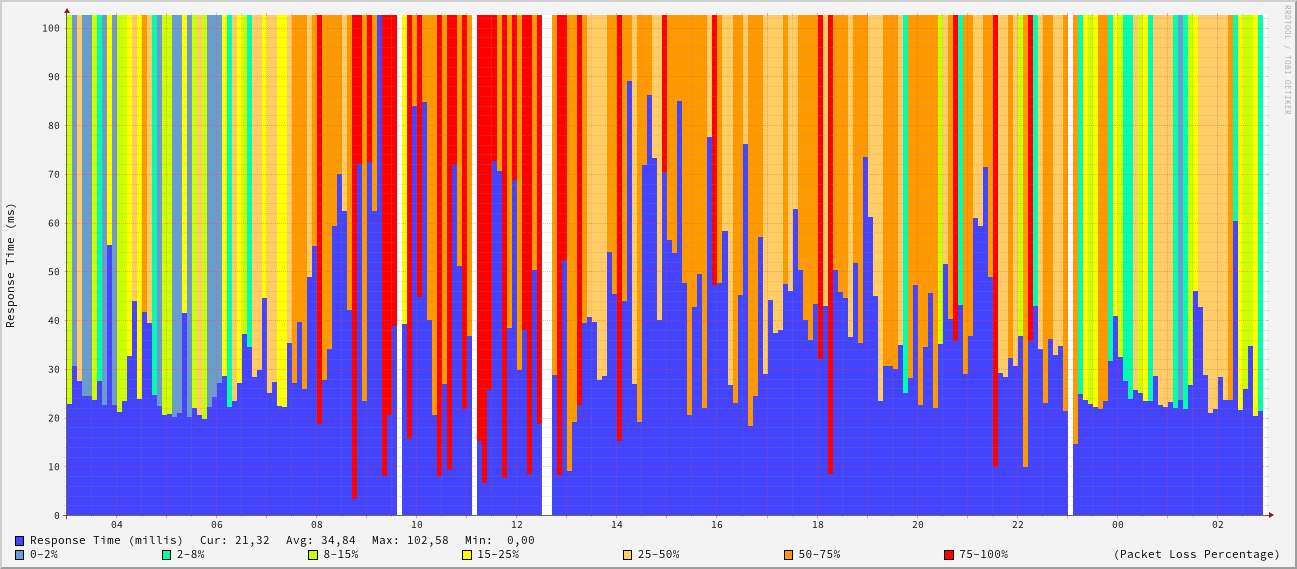 RRDTOOL / TOBI OETIKER
Response Time (ms)
100
90
80
70
60
50
40
30
20
10
0
04 06 08 10 12 14 16 18 20 22 00 02
Response Time (millis) Cur: 21,32 Avg: 34,84 Max: 102,58 Min: 0,00
0-2% 2-8% 8-15% 15-25% 25-50% 50-75% 75-100% (Packet Loss Percentage)